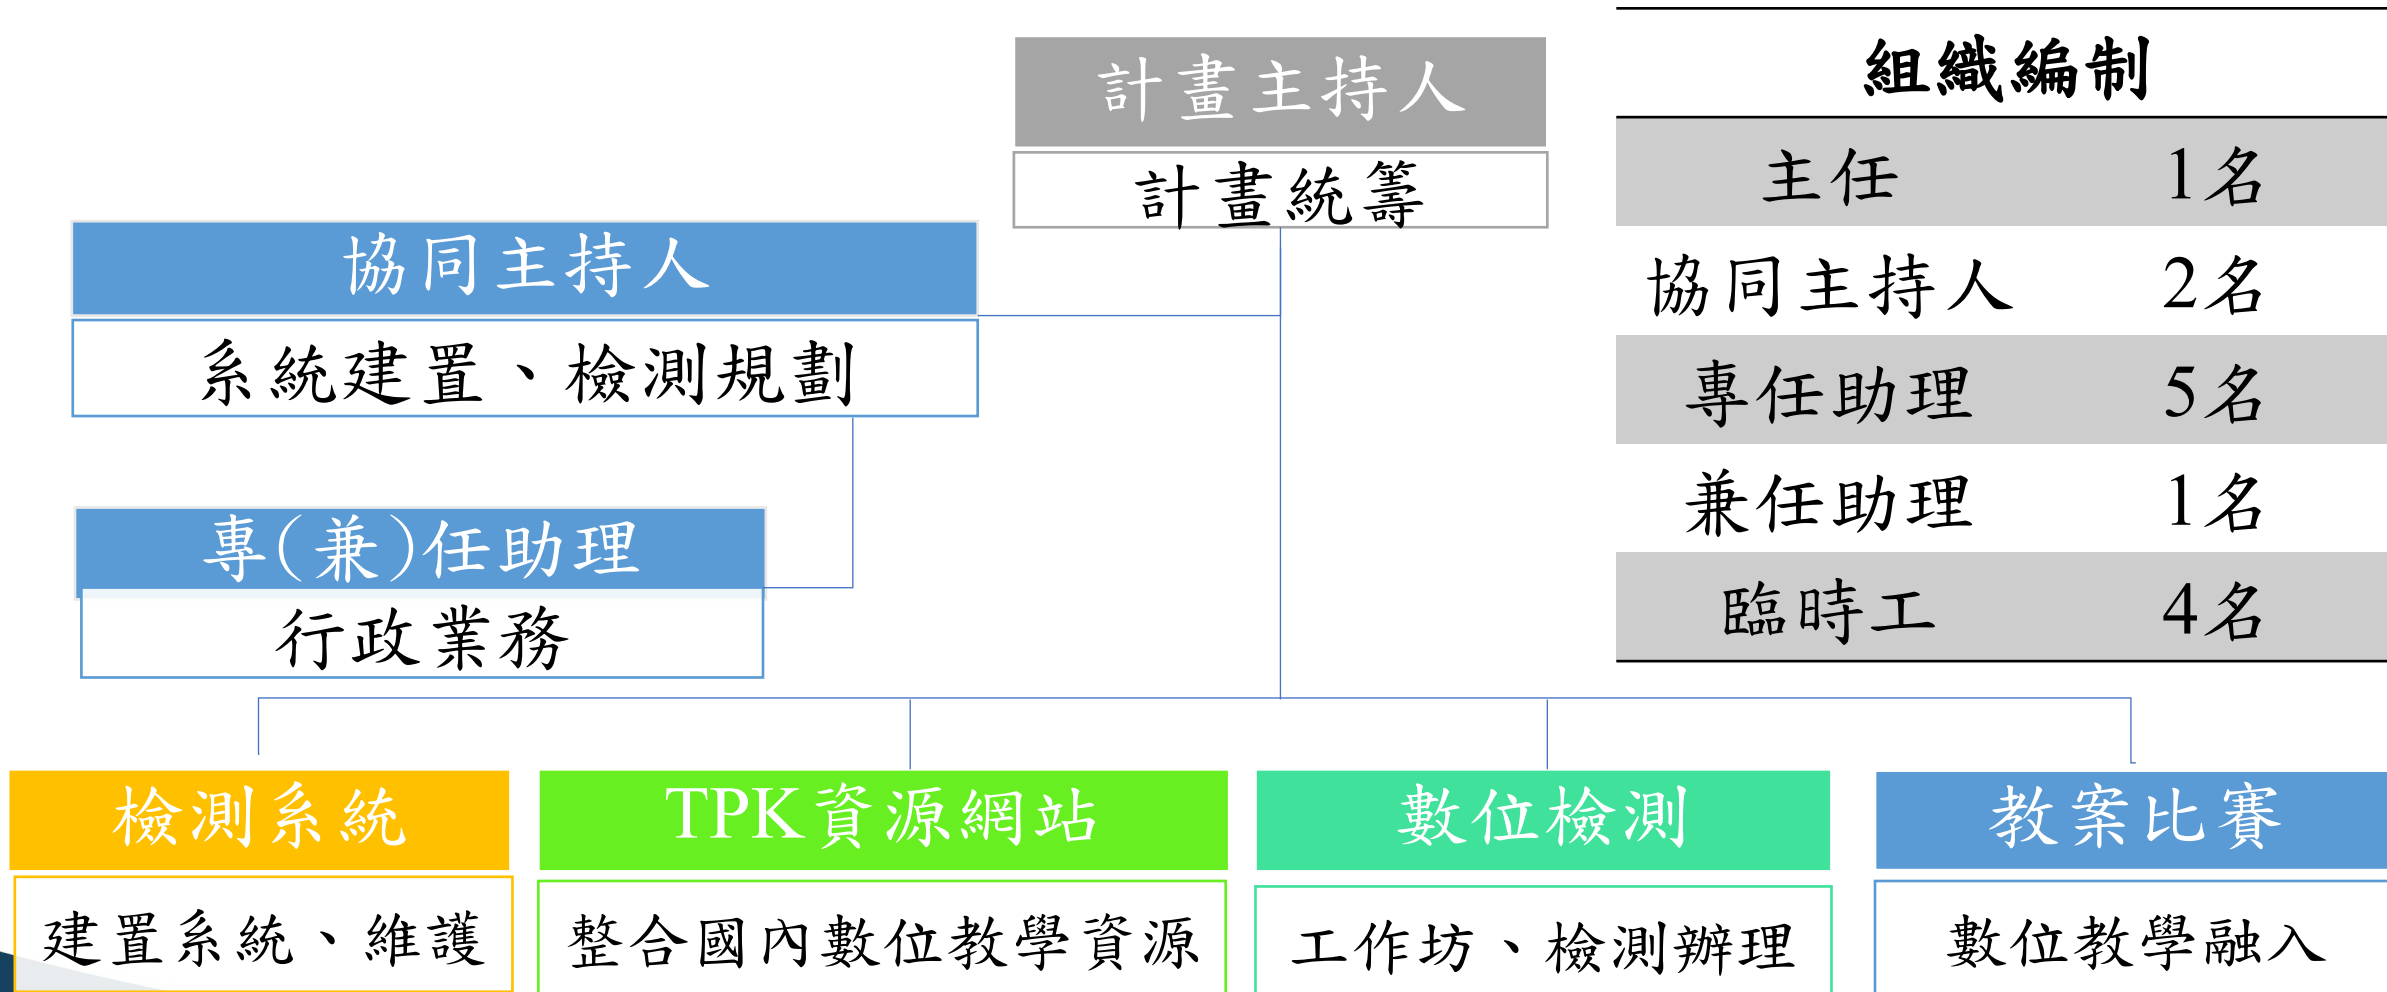 計畫主持人
計畫統籌
協同主持人
系統建置、檢測規劃
專(兼)任助理
行政業務
組織編制
主任 1名
協同主持人 2名
專任助理 5名
兼任助理 1名
臨時工 4名
檢測系統
建置系統、維護
TPK資源網站
整合國內數位教學資源
數位檢測
工作坊、檢測辦理
教案比賽
數位教學融入